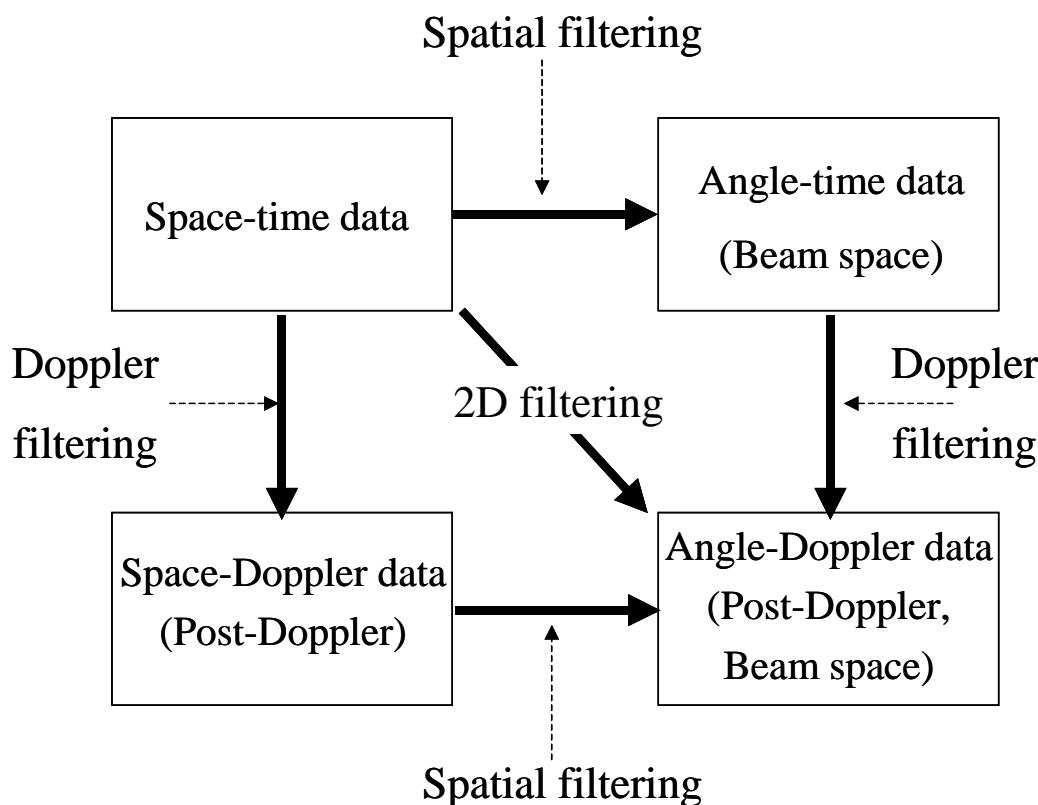 Spatial filtering
Space-time data
Angle-time data
(Beam space)
Doppler
filtering
2D filtering
Doppler
filtering
Space-Doppler data
(Post-Doppler)
Angle-Doppler data
(Post-Doppler,
Beam space)
Spatial filtering